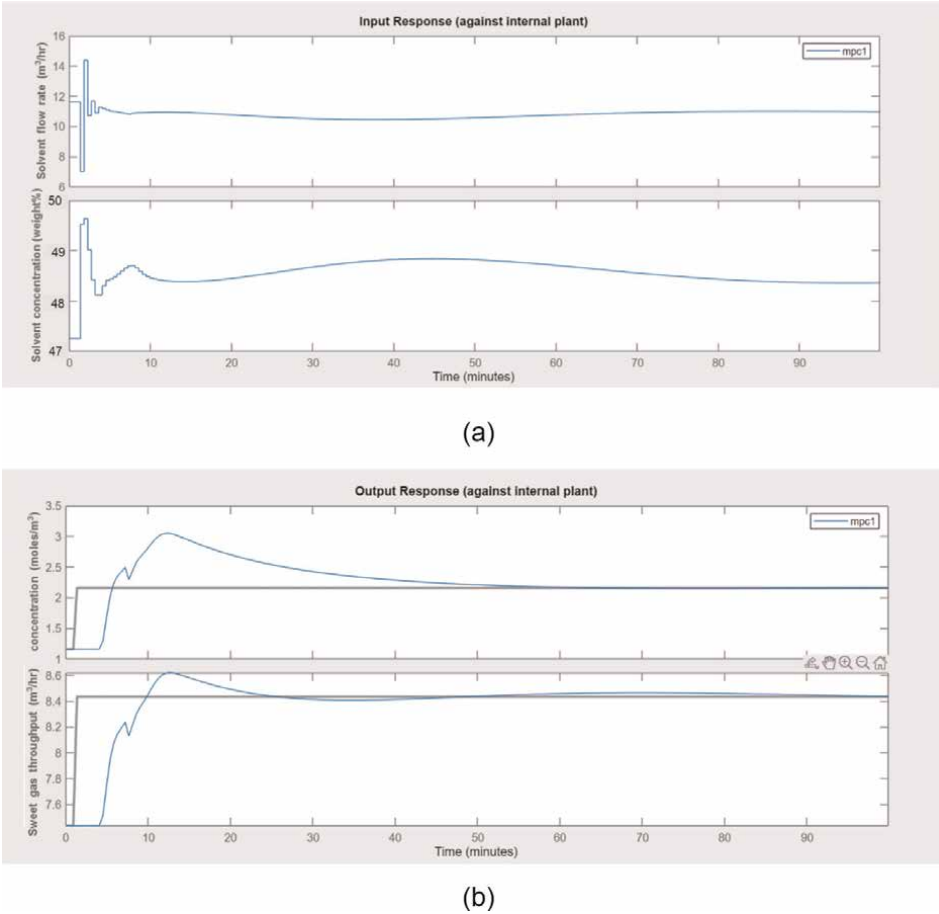 Input Response (against internal plant)
Solvent flow rate (m³/hr)
16
14
12
10
8
6
mpc1
Solvent concentration (weight%)
50
49
48
47
0 10 20 30 40 50 60 70 80 90
Time (minutes)
(a)
Output Response (against internal plant)
concentration (moles/m³)
3.5
3
2.5
2
1.5
1
mpc1
Sweet gas throughput (m³/hr)
8.6
8.4
8.2
8
7.8
7.6
0 10 20 30 40 50 60 70 80 90
Time (minutes)
(b)